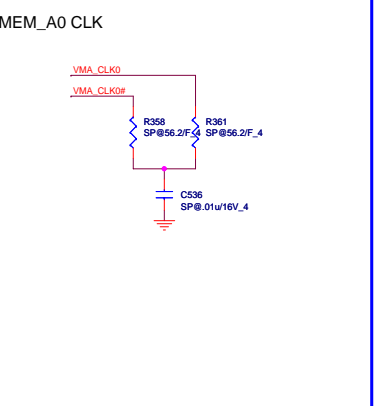 MEM_A0 CLK
VMA_CLK0
VMA_CLK0#
R358
SP@56.2/F_4
R361
SP@56.2/F_4
C536
SP@.01u/16V_4